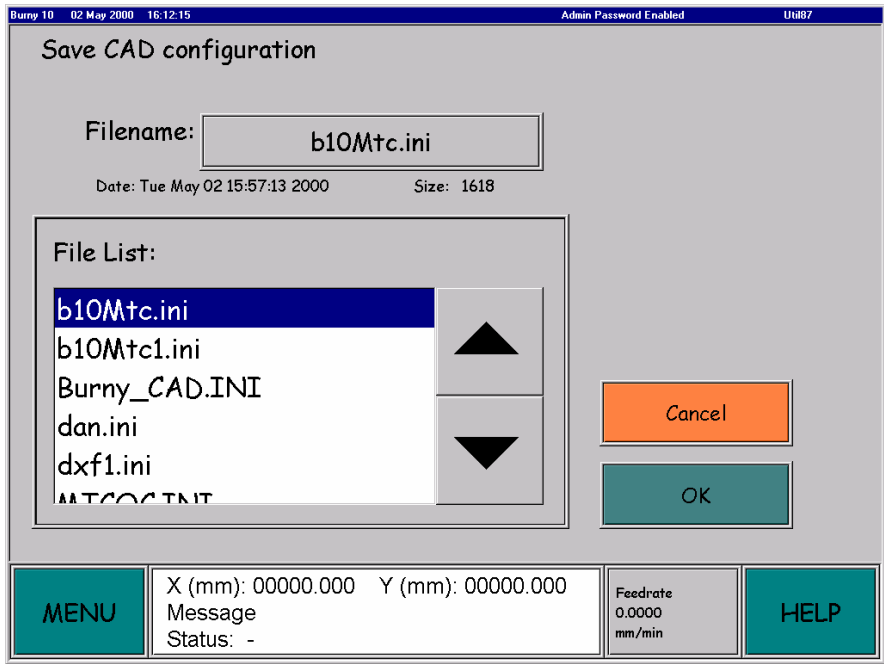 Burny 10 02 May 2000 16:12:15 Admin Password Enabled Util87
Save CAD configuration
Filename: b10Mtc.ini
Date: Tue May 02 15:57:13 2000 Size: 1618
File List:
b10Mtc.ini
b10Mtc1.ini
Burny_CAD.INI
dan.ini
dxf1.ini
Cancel
OK
MENU
X (mm): 00000.000 Y (mm): 00000.000
Message
Status: -
Feedrate
0.0000
mm/min
HELP